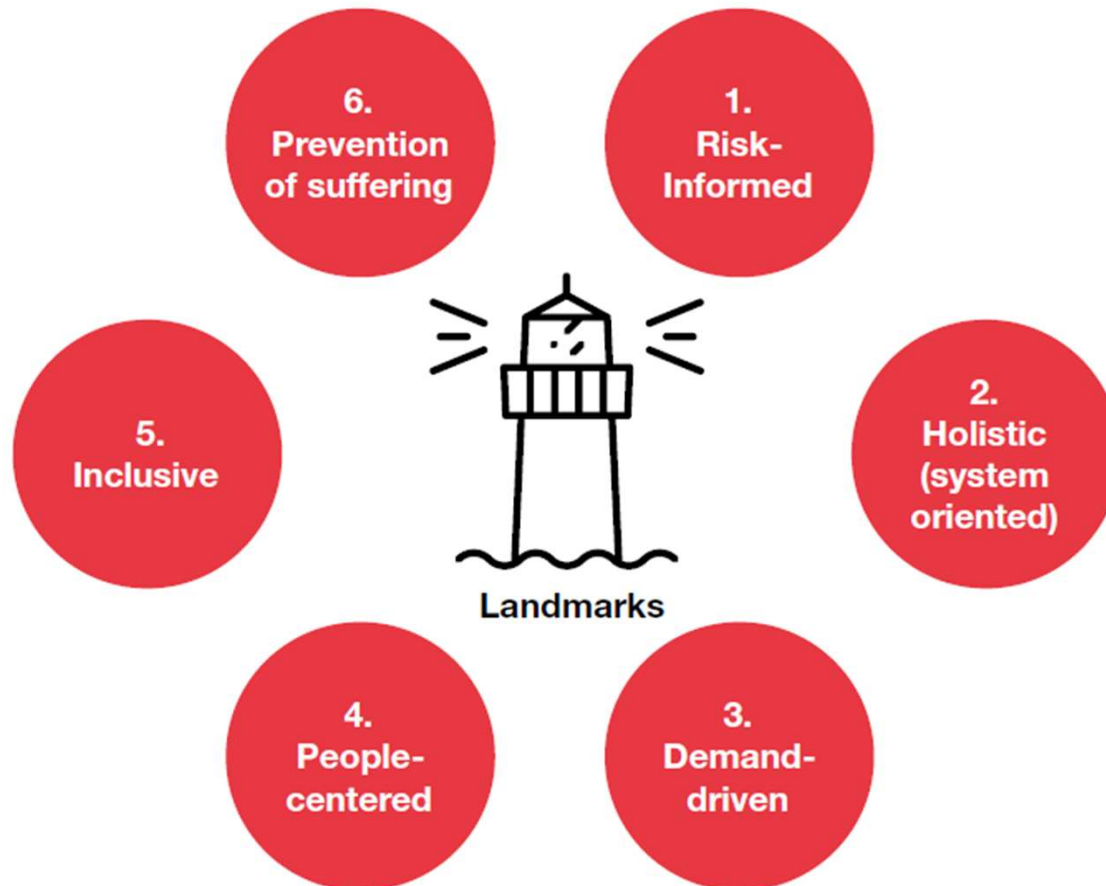 1.
Risk-
Informed
2.
Holistic
(system
oriented)
3.
Demand-
driven
4.
People-
centered
5.
Inclusive
6.
Prevention
of suffering
Landmarks